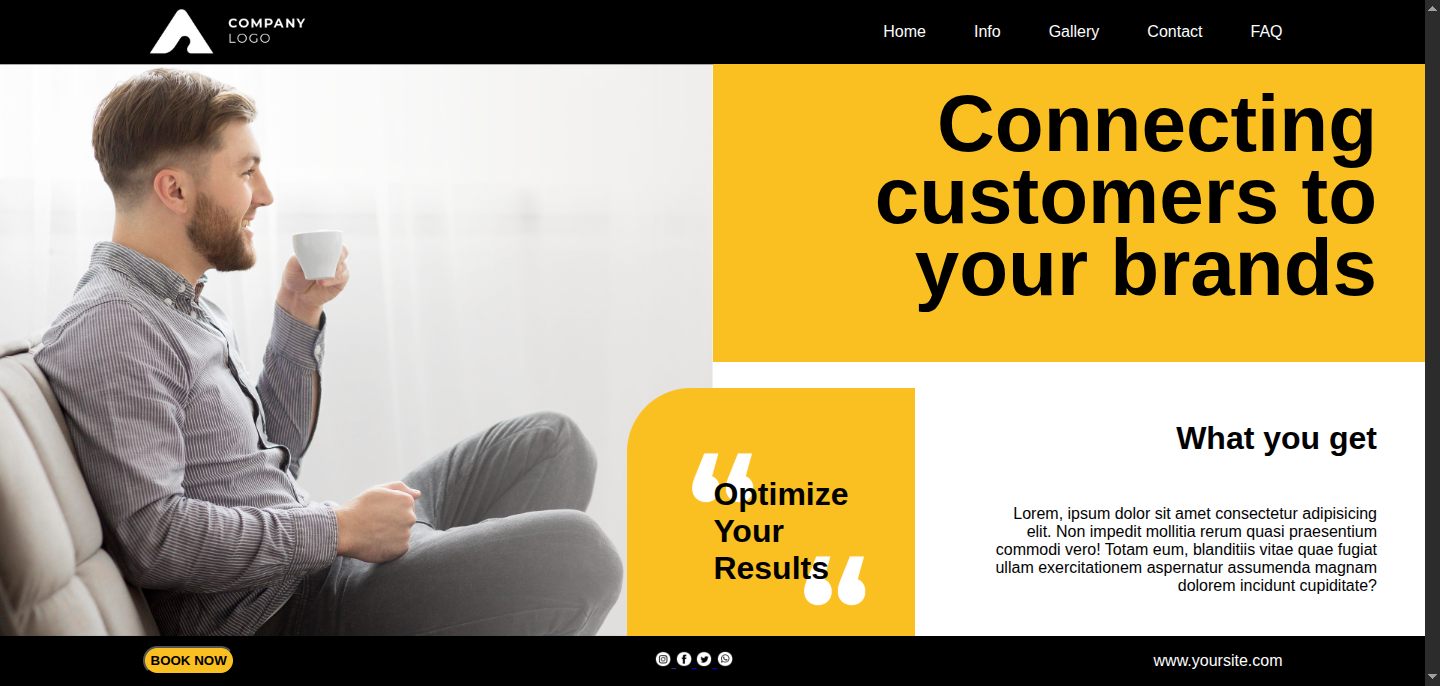 COMPANY
LOGO
Home Info Gallery Contact FAQ
Connecting
customers to
your brands
What you get
Optimize
Your
Results
Lorem, ipsum dolor sit amet consectetur adipisicing
elit. Non impedit mollitia rerum quasi praesentium
commodi vero! Totam eum, blanditiis vitae quae fugiat
ullam exercitationem aspernatur assumenda magnam
dolorem incidunt cupiditate?
BOOK NOW
www.yoursite.com